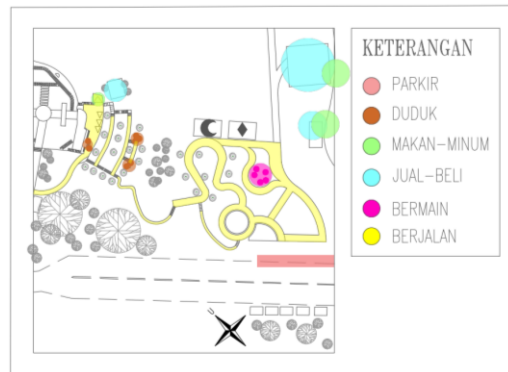 KETERANGAN
PARKIR
DUDUK
MAKAN-MINUM
JUAL-BELI
BERMAIN
BERJALAN
U